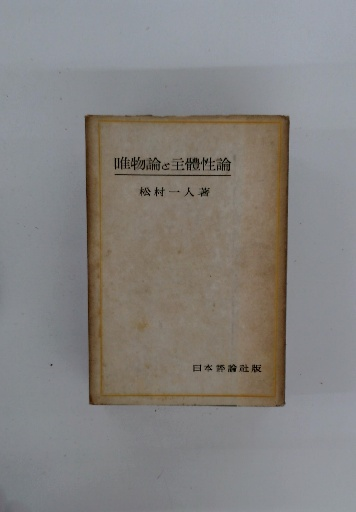 唯物論と主體性論
松村一人著
日本評論社版